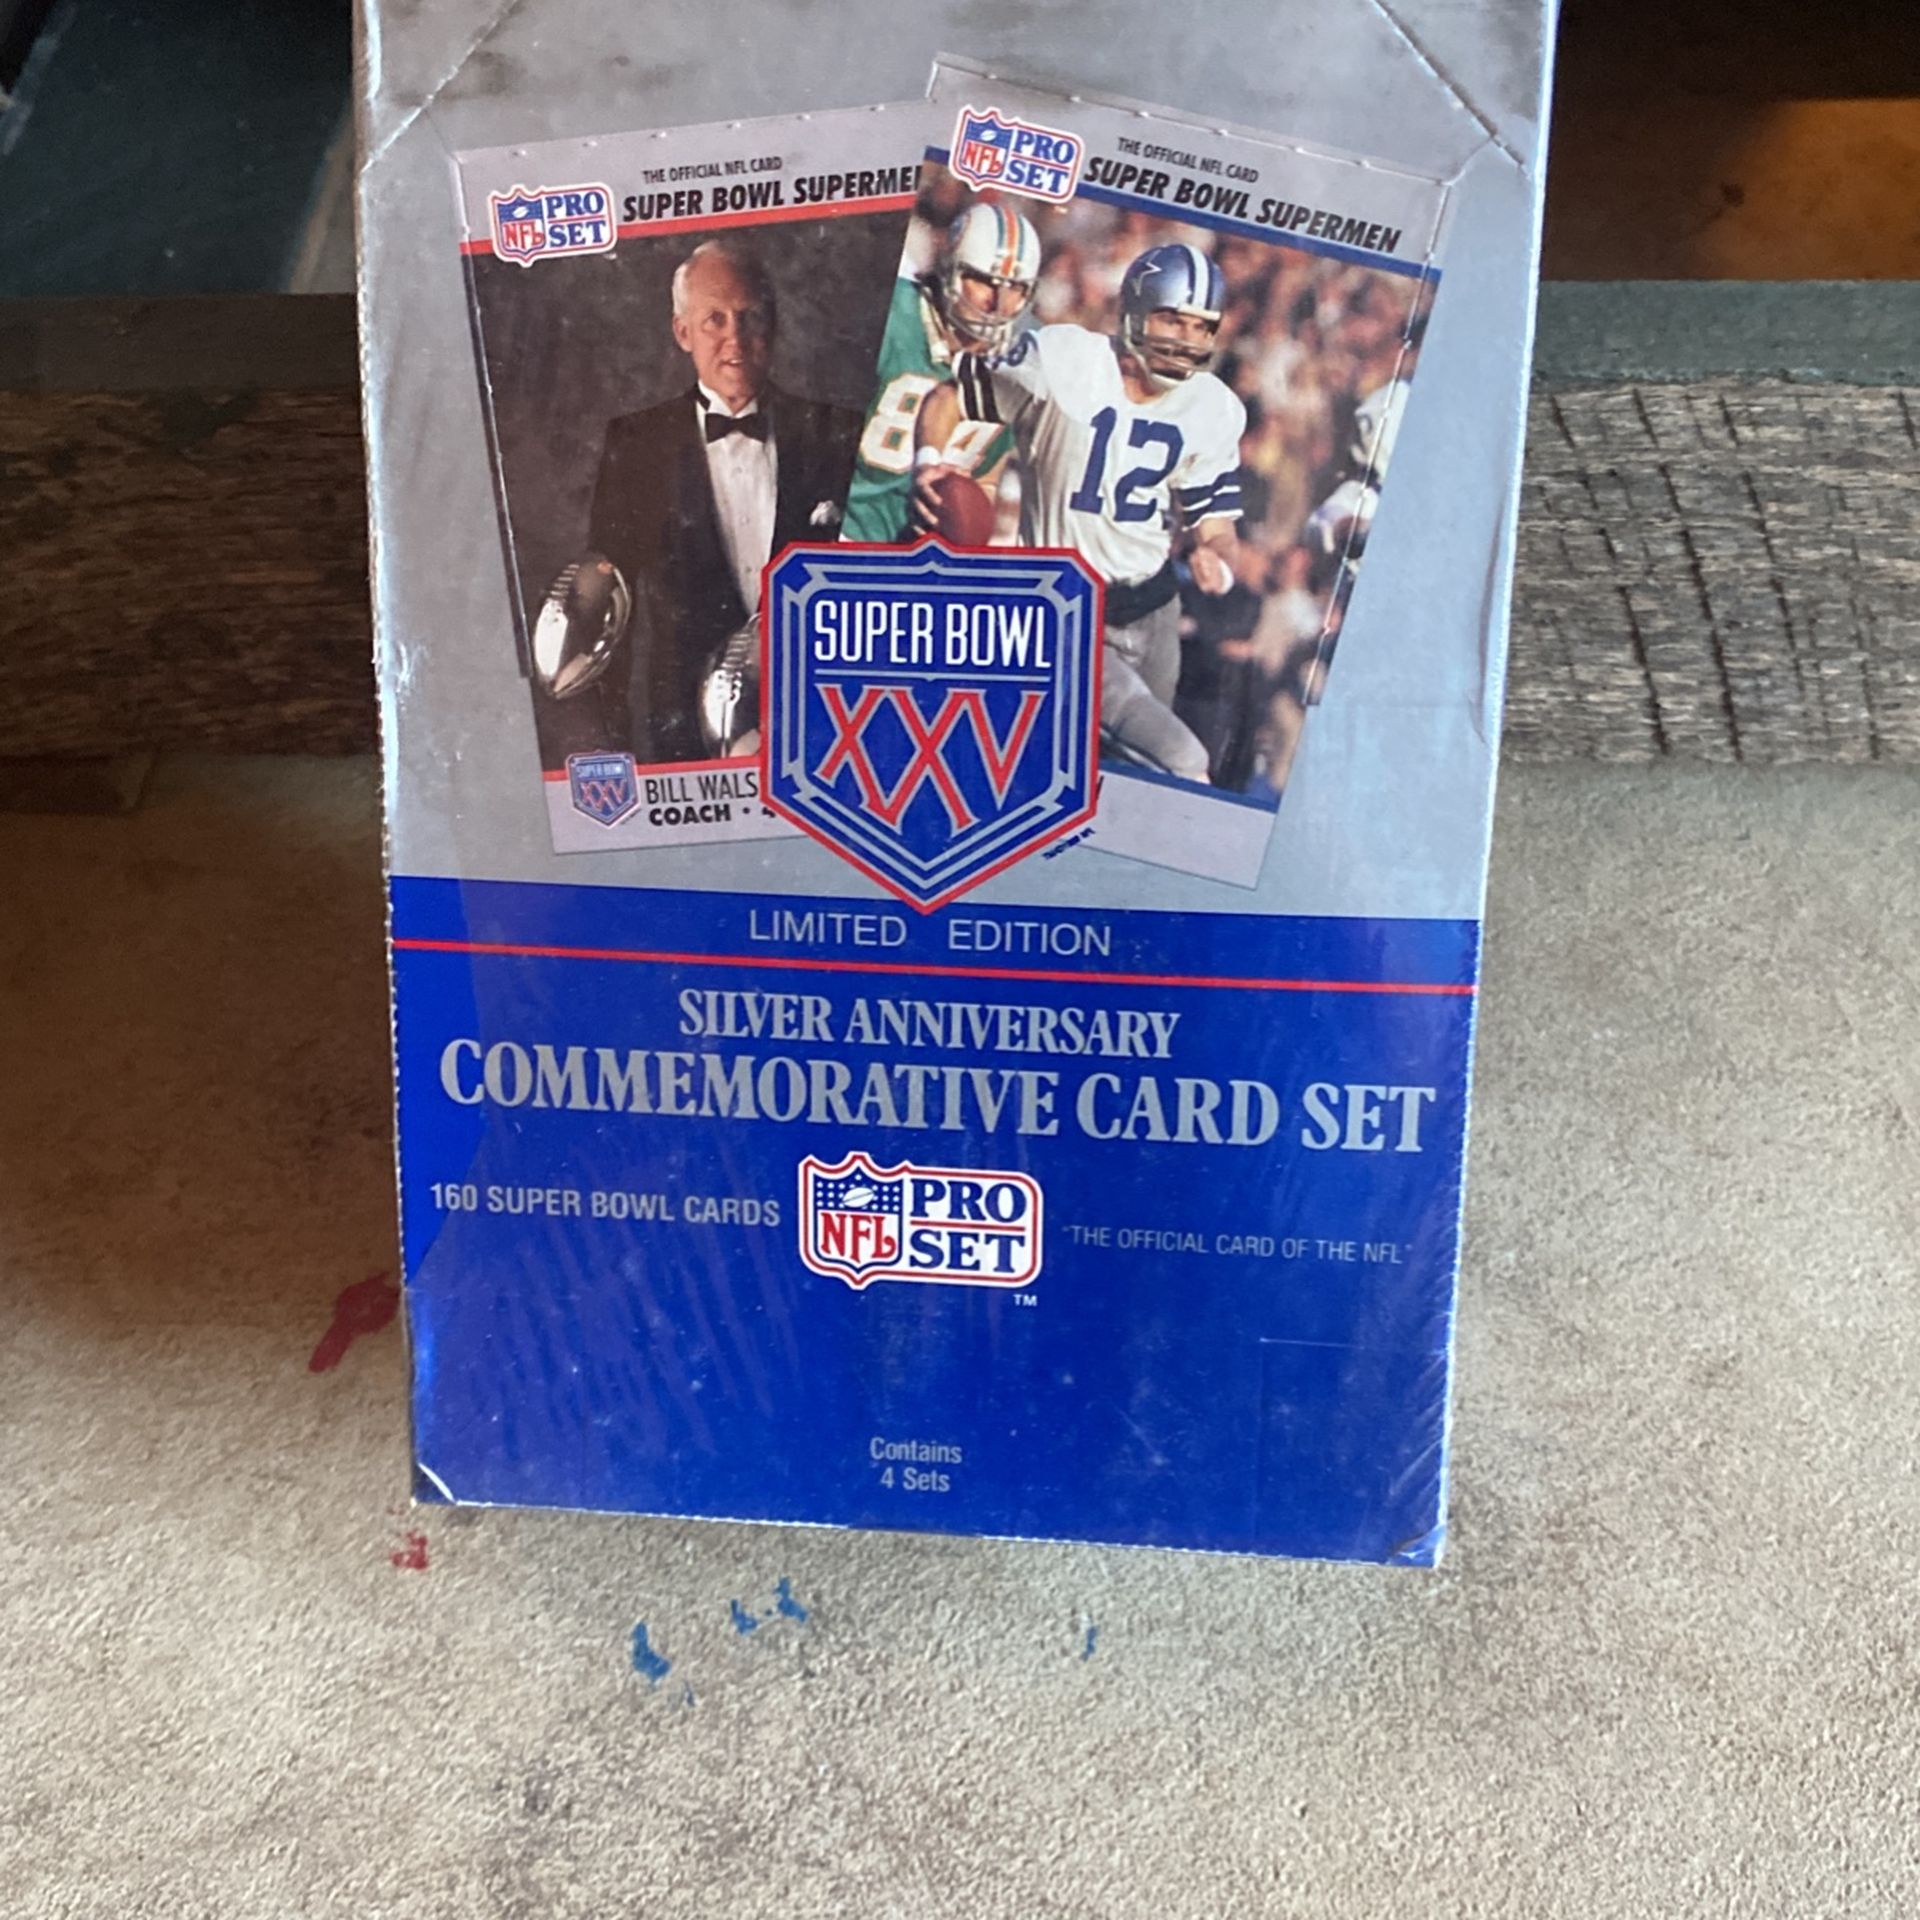 THE OFFICIAL NFL CARD
SUPER BOWL SUPERMEN
NFL PRO SET
THE OFFICIAL NFL CARD
SUPER BOWL SUPERMEN
NFL PRO SET
84
12
SUPER BOWL
XXV
SUPER BOWL
XXV
BILL WALS
COACH •
LIMITED EDITION
SILVER ANNIVERSARY
COMMEMORATIVE CARD SET
160 SUPER BOWL CARDS
NFL PRO SET
TM
"THE OFFICIAL CARD OF THE NFL"
Contains
4 Sets